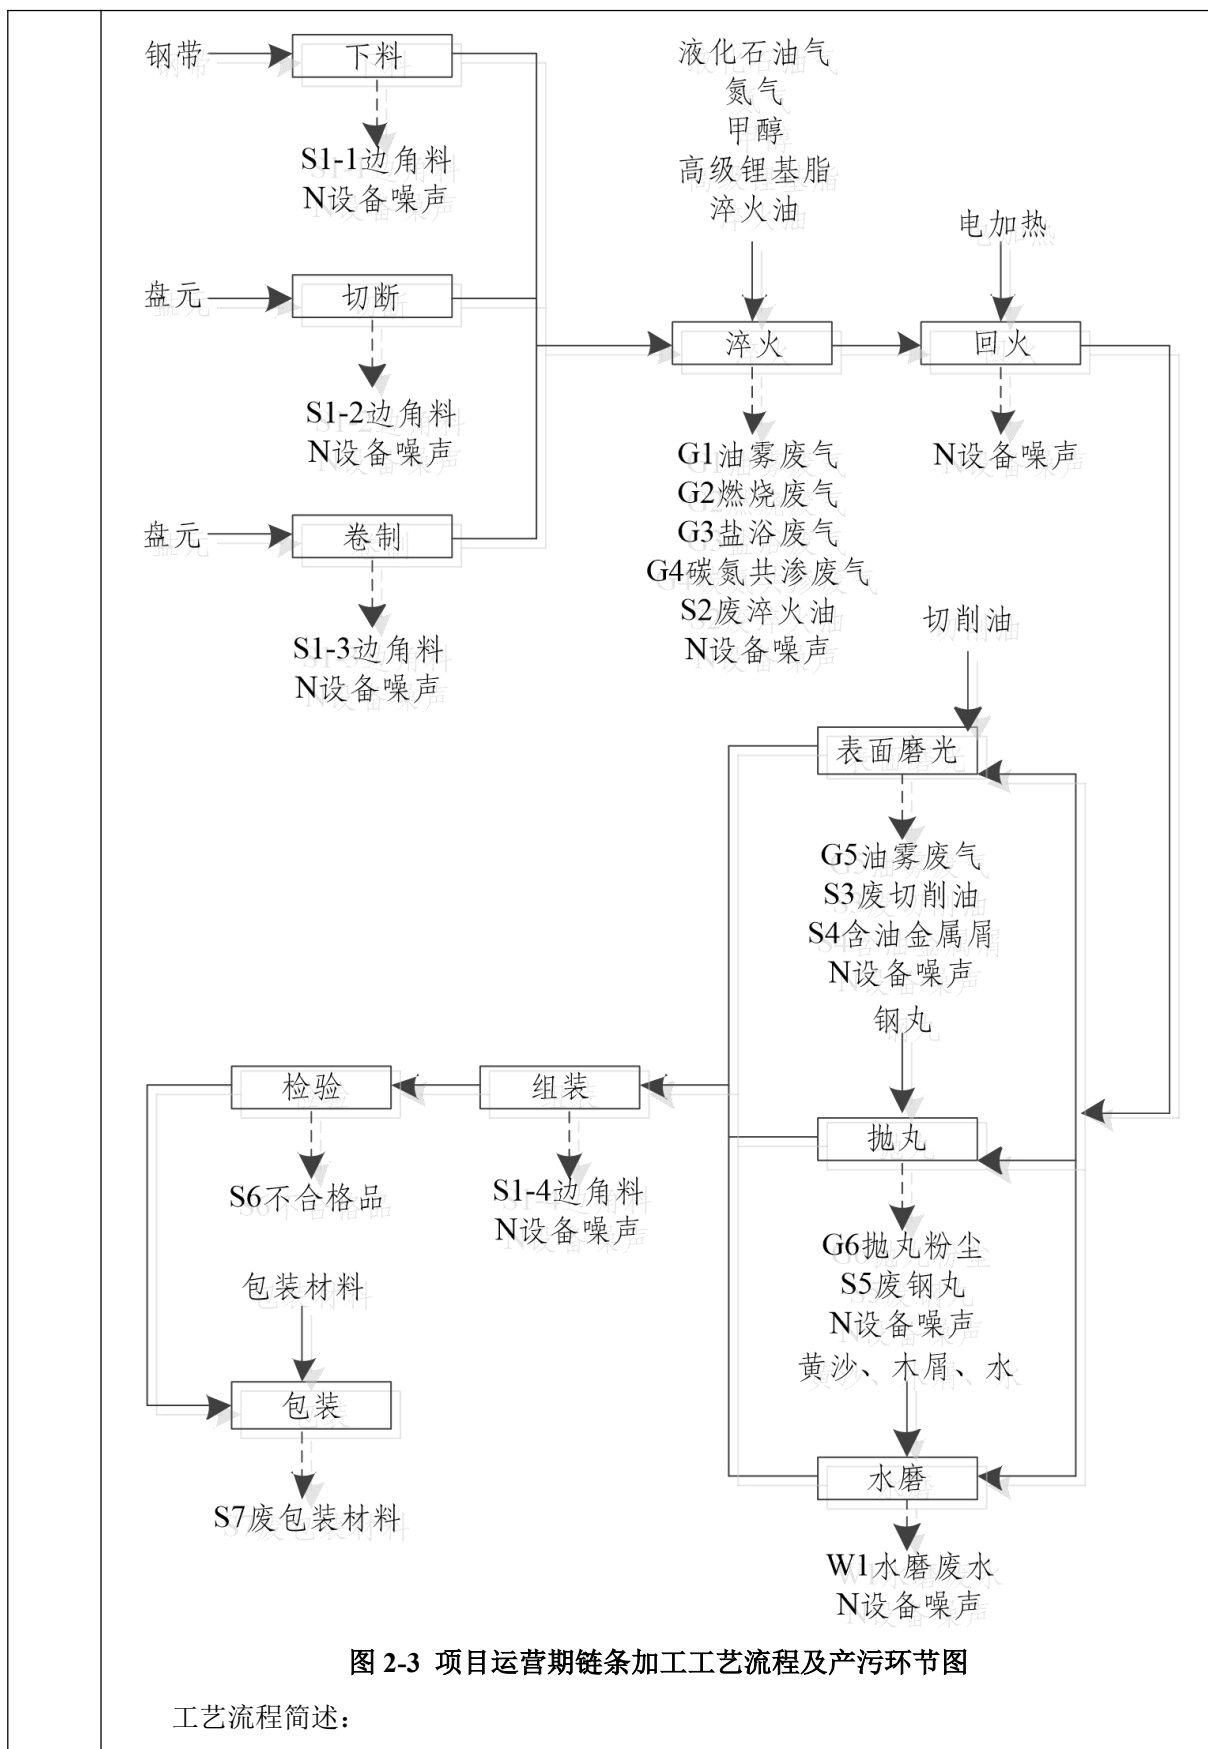 钢带
下料
S1-1边角料
N设备噪声
盘元
切断
S1-2边角料
N设备噪声
盘元
卷制
S1-3边角料
N设备噪声
液化石油气
氮气
甲醇
高级锂基脂
淬火油
淬火
G1油雾废气
G2燃烧废气
G3盐浴废气
G4碳氮共渗废气
S2废淬火油
N设备噪声
电加热
回火
N设备噪声
切削油
表面磨光
G5油雾废气
S3废切削油
S4含油金属屑
N设备噪声
钢丸
抛丸
G6抛丸粉尘
S5废钢丸
N设备噪声
黄沙、木屑、水
水磨
W1水磨废水
N设备噪声
组装
S1-4边角料
N设备噪声
检验
S6不合格品
包装材料
包装
S7废包装材料
图 2-3 项目运营期链条加工工艺流程及产污环节图
工艺流程简述：